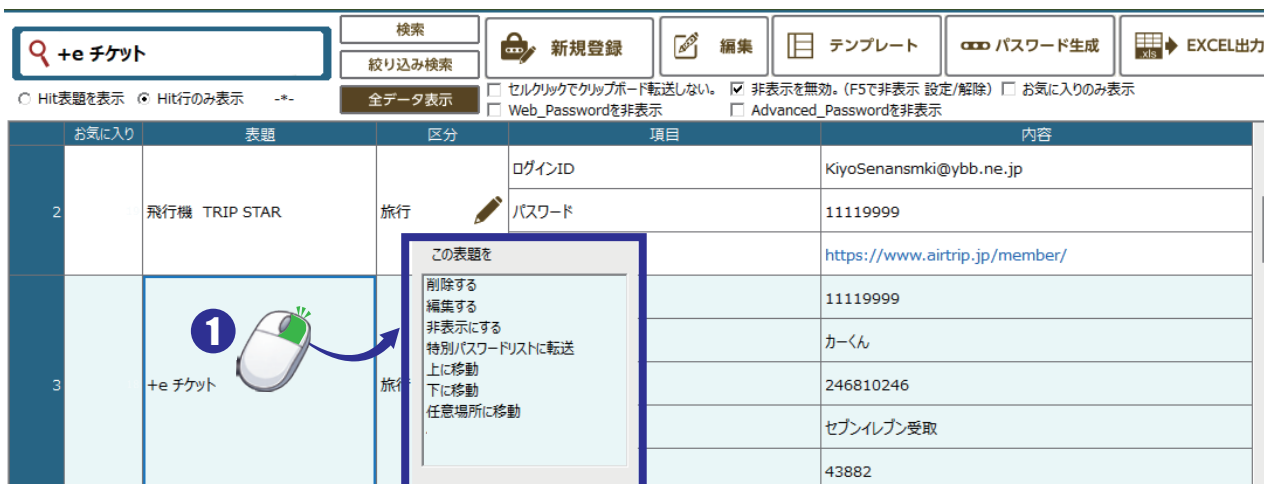 +e チケット
検索
絞り込み検索
新規登録
編集
テンプレート
パスワード生成
xls EXCEL出力
Hit表題を表示 Hit行のみ表示 -*-
全データ表示
セルクリックでクリップボード転送しない。 非表示を無効。(F5で非表示 設定/解除) お気に入りのみ表示
Web_Passwordを非表示 Advanced_Passwordを非表示
お気に入り 表題 区分 項目 内容
2 飛行機 TRIP STAR 旅行
ログインID KiyoSenansmki@ybb.ne.jp
パスワード 11119999
https://www.airtrip.jp/member/
3 +e チケット 旅行
11119999
カーくん
246810246
セブンイレブン受取
43882
1
この表題を
削除する
編集する
非表示にする
特別パスワードリストに転送
上に移動
下に移動
任意場所に移動